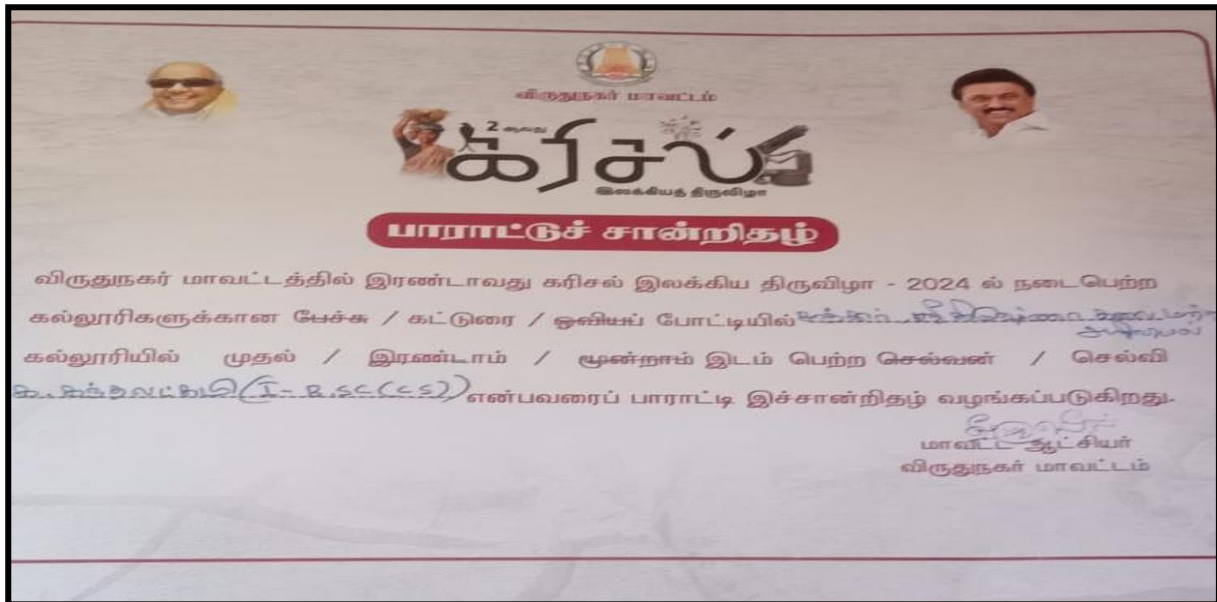 விருதுநகர் மாவட்டம்
2 ஆவது
கரிசல்
இலக்கியத் திருவிழா
பாராட்டுச் சான்றிதழ்
விருதுநகர் மாவட்டத்தில் இரண்டாவது கரிசல் இலக்கிய திருவிழா - 2024 ல் நடைபெற்ற
கல்லூரிகளுக்கான பேச்சு / கட்டுரை / ஓவியப் போட்டியில்
கல்லூரியில் முதல் / இரண்டாம் / மூன்றாம் இடம் பெற்ற செல்வன் / செல்வி
(I - B.SC (CS)) என்பவரைப் பாராட்டி இச்சான்றிதழ் வழங்கப்படுகிறது.
மாவட்ட ஆட்சியர்
விருதுநகர் மாவட்டம்